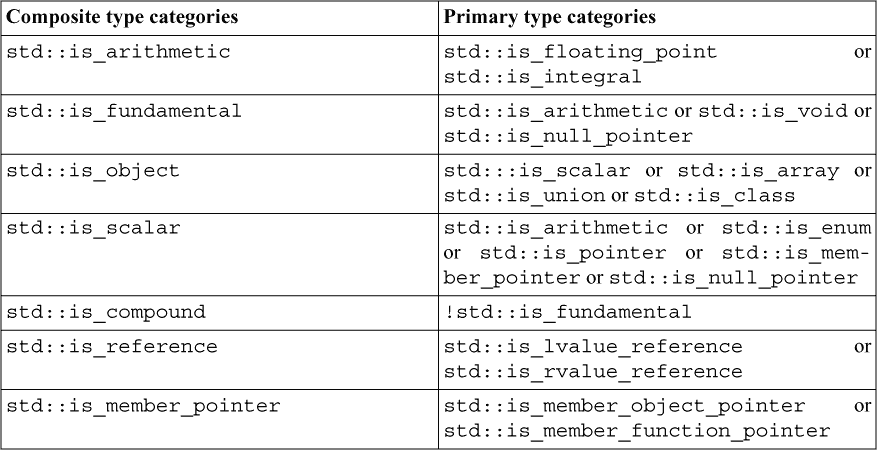 Composite type categories
Primary type categories
std::is_arithmetic
std::is_floating_point or
std::is_integral
std::is_fundamental
std::is_arithmetic or std::is_void or
std::is_null_pointer
std::is_object
std:::is_scalar or std::is_array or
std::is_union or std::is_class
std::is_scalar
std::is_arithmetic or std::is_enum
or std::is_pointer or std::is_mem-
ber_pointer or std::is_null_pointer
std::is_compound
!std::is_fundamental
std::is_reference
std::is_lvalue_reference or
std::is_rvalue_reference
std::is_member_pointer
std::is_member_object_pointer or
std::is_member_function_pointer